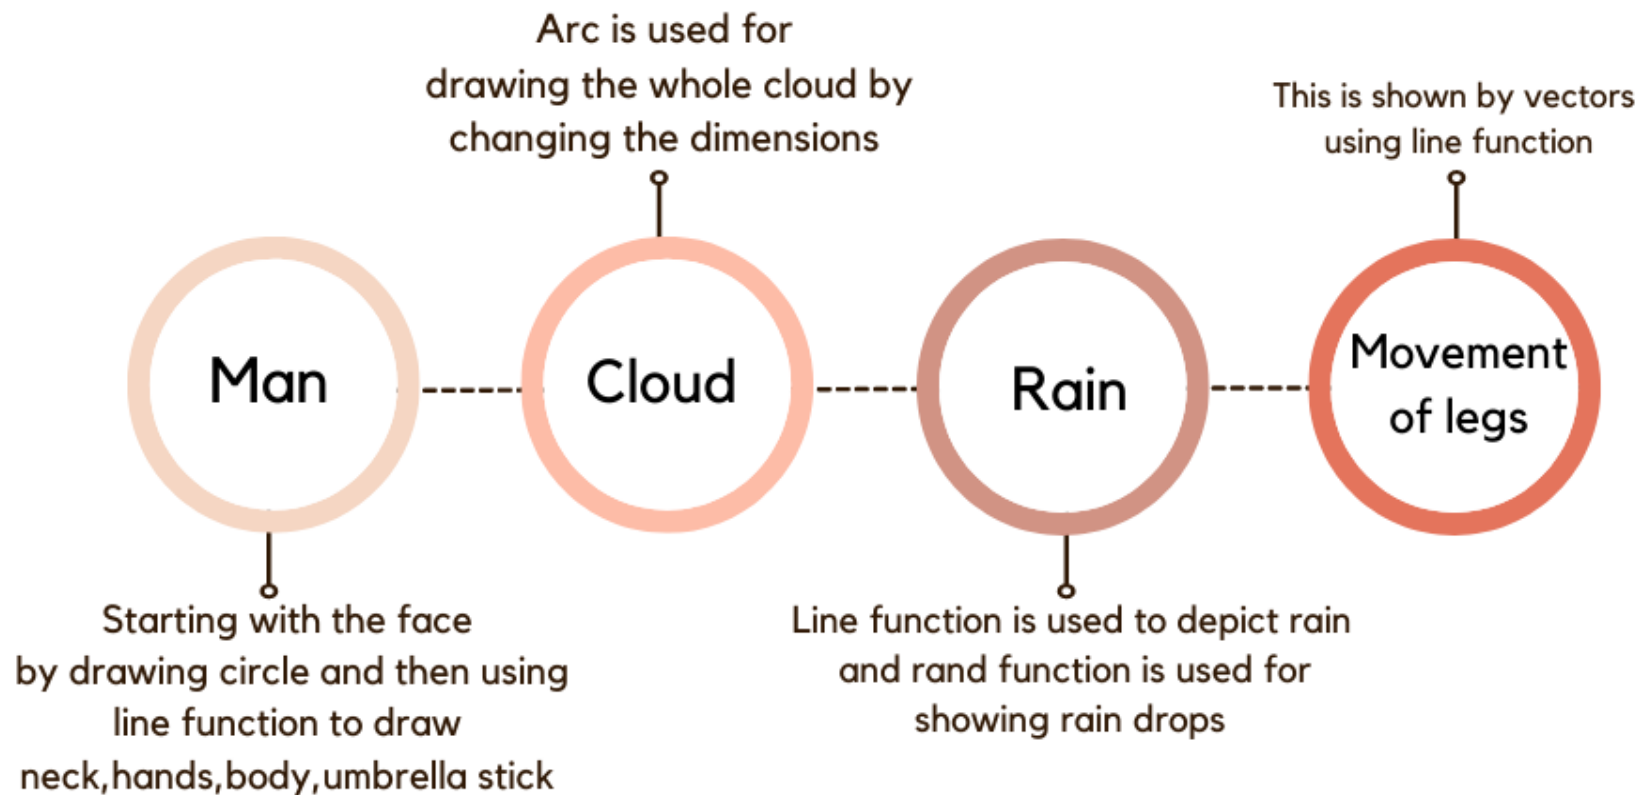 Arc is used for
drawing the whole cloud by
changing the dimensions
This is shown by vectors
using line function
Man
Cloud
Rain
Movement
of legs
Starting with the face
by drawing circle and then using
line function to draw
neck,hands,body,umbrella stick
Line function is used to depict rain
and rand function is used for
showing rain drops